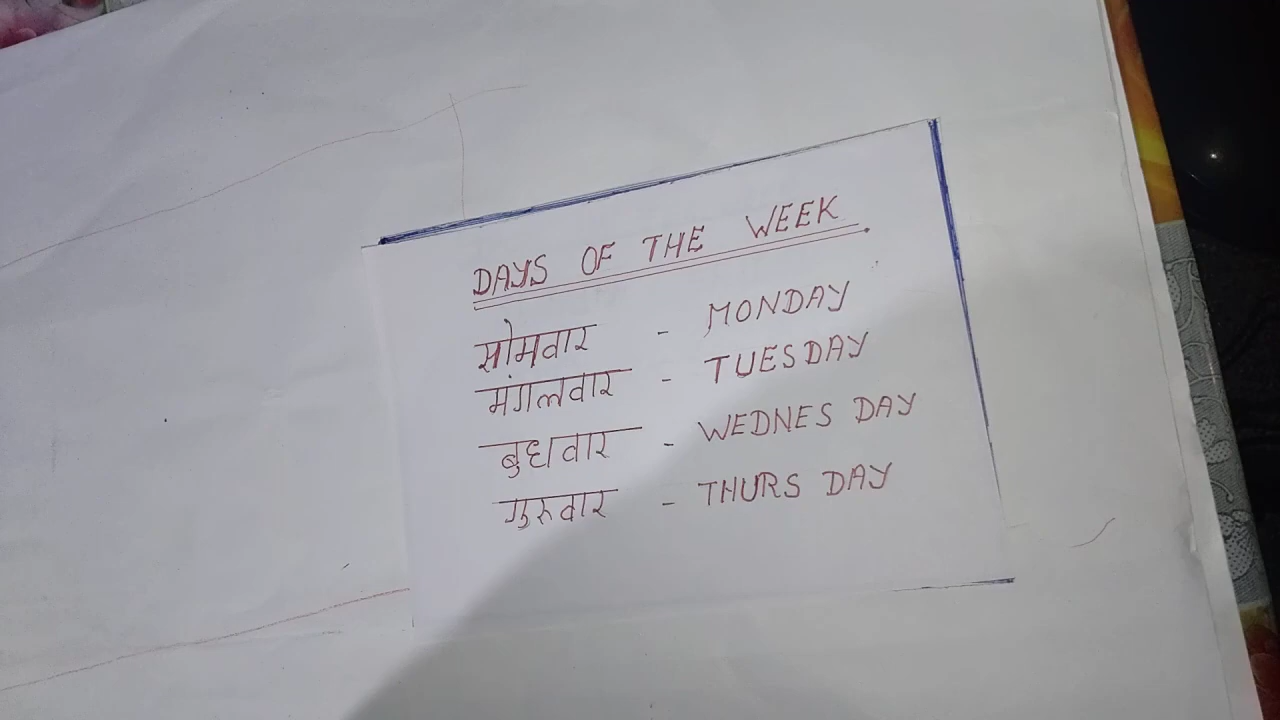 DAYS OF THE WEEK
सोमवार - MONDAY
मंगलवार - TUESDAY
बुधवार - WEDNES DAY
गुरुवार - THURS DAY